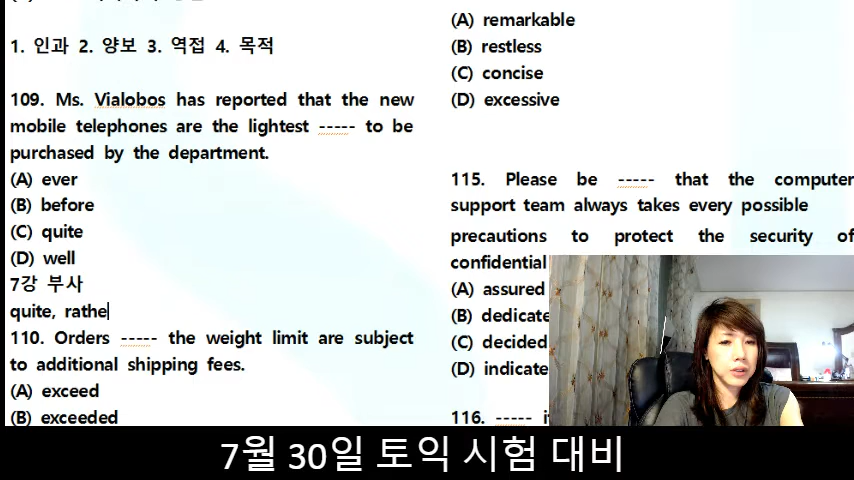 1. 인과 2. 양보 3. 역접 4. 목적
109. Ms. Vialobos has reported that the new
mobile telephones are the lightest ----- to be
purchased by the department.
(A) ever
(B) before
(C) quite
(D) well
7강 부사
quite, rathe
110. Orders ----- the weight limit are subject
to additional shipping fees.
(A) exceed
(B) exceeded
(A) remarkable
(B) restless
(C) concise
(D) excessive
115. Please be ----- that the computer
support team always takes every possible
precautions to protect the security of
confidential
(A) assured
(B) dedicate
(C) decided
(D) indicate
116. -----
7월 30일 토익 시험 대비